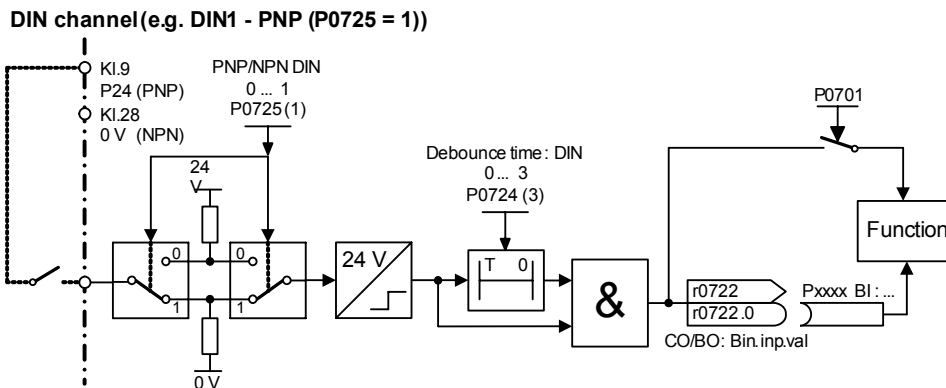 DIN channel (e.g. DIN1 - PNP (P0725 = 1))
Kl.9
P24 (PNP)
Kl.28
0 V (NPN)
PNP/NPN DIN
0 ... 1
P0725 (1)
P0701
Debounce time: DIN
0 ... 3
P0724 (3)
24
V
0
0
1
1
0 V
24 V
T 0
&
Function
r0722
r0722.0
Pxxxx BI : ...
CO/BO: Bin.inp.val